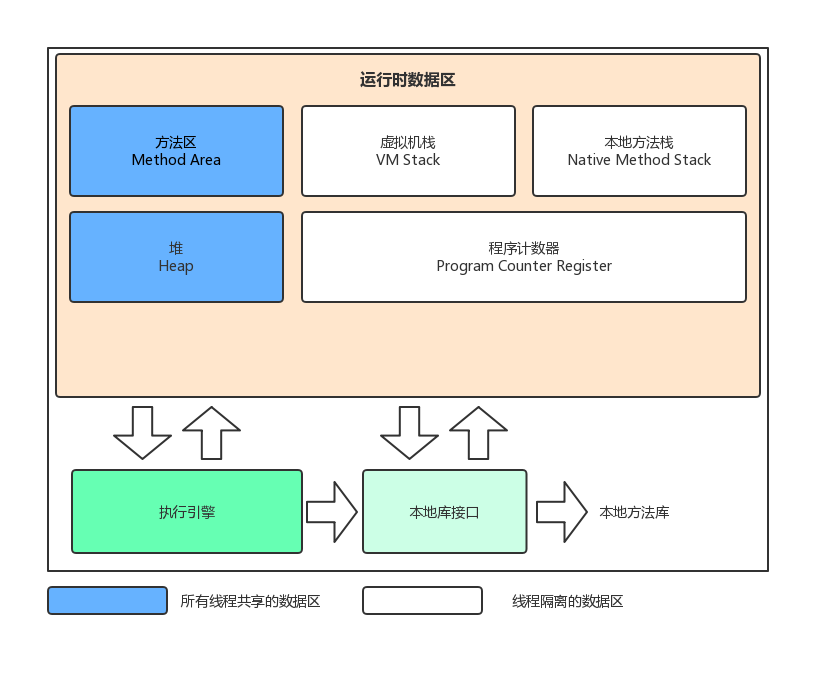 运行时数据区
方法区
Method Area
虚拟机栈
VM Stack
本地方法栈
Native Method Stack
堆
Heap
程序计数器
Program Counter Register
执行引擎
本地库接口
本地方法库
所有线程共享的数据区
线程隔离的数据区